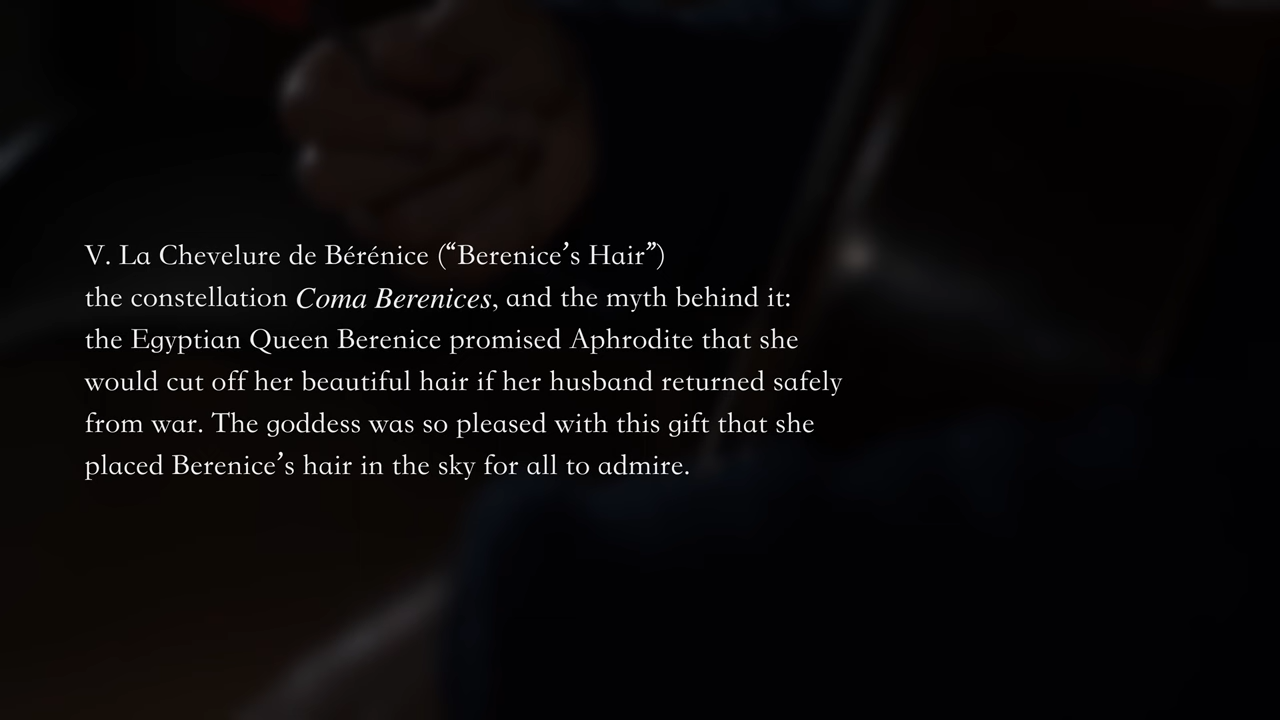 V. La Chevelure de Bérénice (“Berenice’s Hair”)
the constellation Coma Berenices, and the myth behind it:
the Egyptian Queen Berenice promised Aphrodite that she
would cut off her beautiful hair if her husband returned safely
from war. The goddess was so pleased with this gift that she
placed Berenice’s hair in the sky for all to admire.